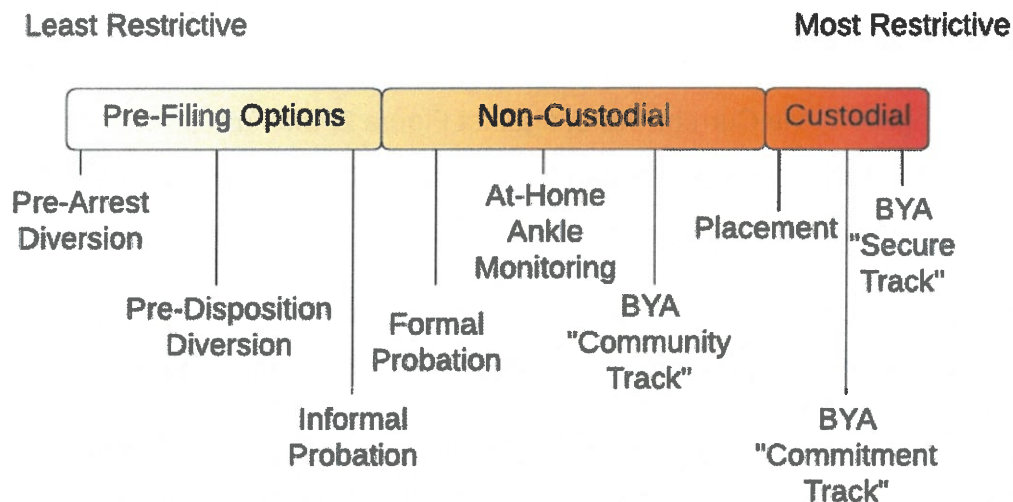 Least Restrictive
Most Restrictive
Pre-Filing Options
Non-Custodial
Custodial
Pre-Arrest
Diversion
Pre-Disposition
Diversion
Informal
Probation
Formal
Probation
At-Home
Ankle
Monitoring
BYA
"Community
Track"
Placement
BYA
"Commitment
Track"
BYA
"Secure
Track"